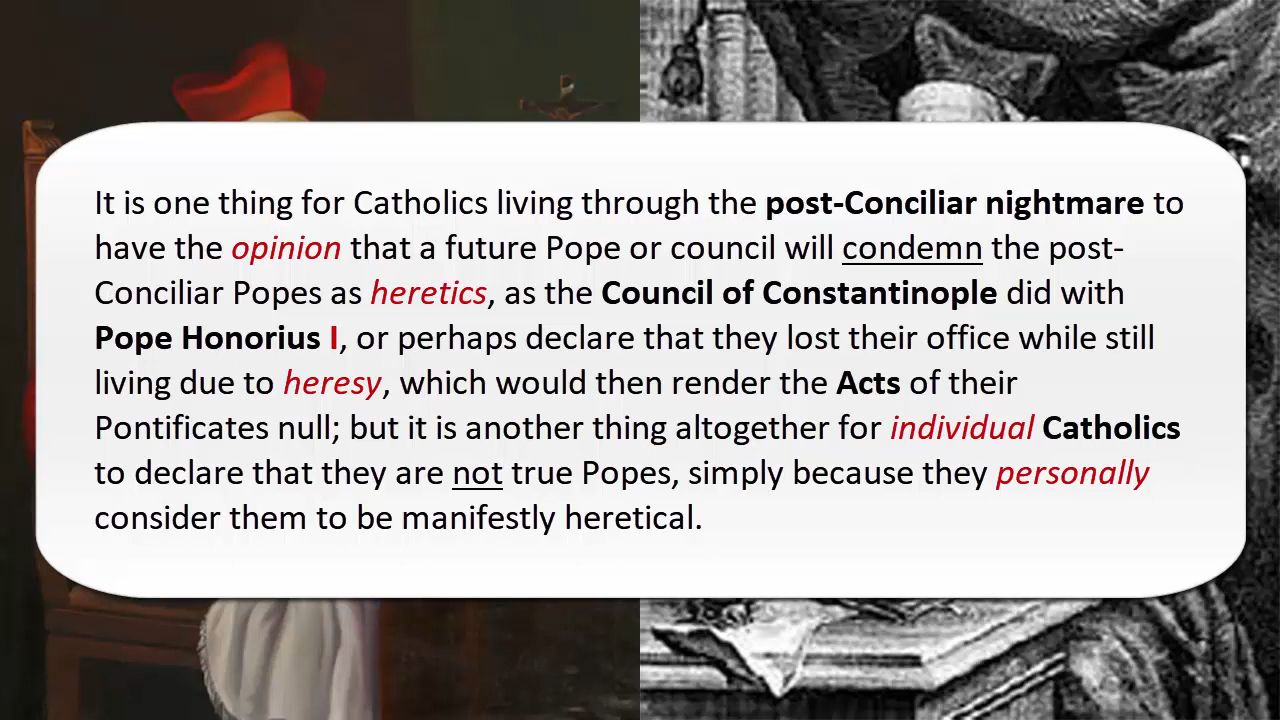 It is one thing for Catholics living through the post-Conciliar nightmare to
have the opinion that a future Pope or council will condemn the post-
Conciliar Popes as heretics, as the Council of Constantinople did with
Pope Honorius I, or perhaps declare that they lost their office while still
living due to heresy, which would then render the Acts of their
Pontificates null; but it is another thing altogether for individual Catholics
to declare that they are not true Popes, simply because they personally
consider them to be manifestly heretical.